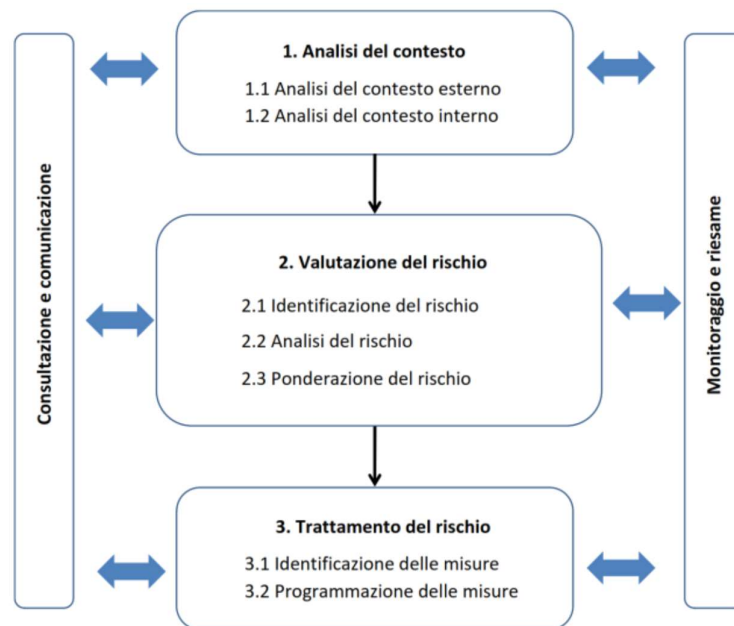 Consultazione e comunicazione
1. Analisi del contesto
1.1 Analisi del contesto esterno
1.2 Analisi del contesto interno
2. Valutazione del rischio
2.1 Identificazione del rischio
2.2 Analisi del rischio
2.3 Ponderazione del rischio
3. Trattamento del rischio
3.1 Identificazione delle misure
3.2 Programmazione delle misure
Monitoraggio e riesame